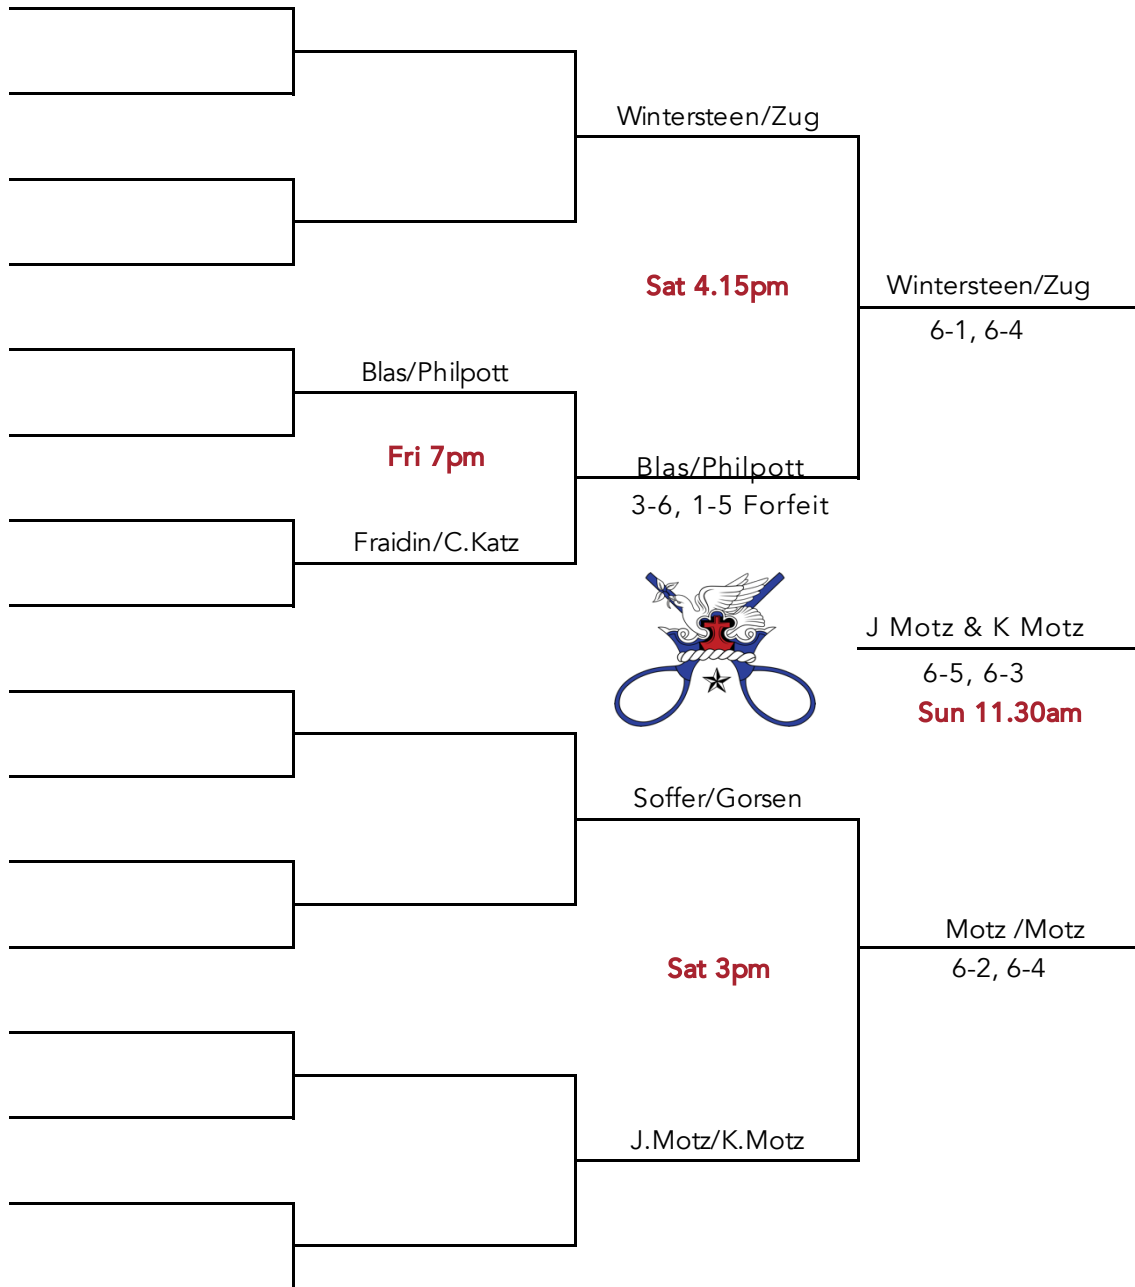 Wintersteen/Zug
Sat 4.15pm
Wintersteen/Zug
6-1, 6-4
Blas/Philpott
Fri 7pm
Blas/Philpott
3-6, 1-5 Forfeit
Fraidin/C.Katz
J Motz & K Motz
6-5, 6-3
Sun 11.30am
Soffer/Gorsen
Motz /Motz
6-2, 6-4
Sat 3pm
J.Motz/K.Motz